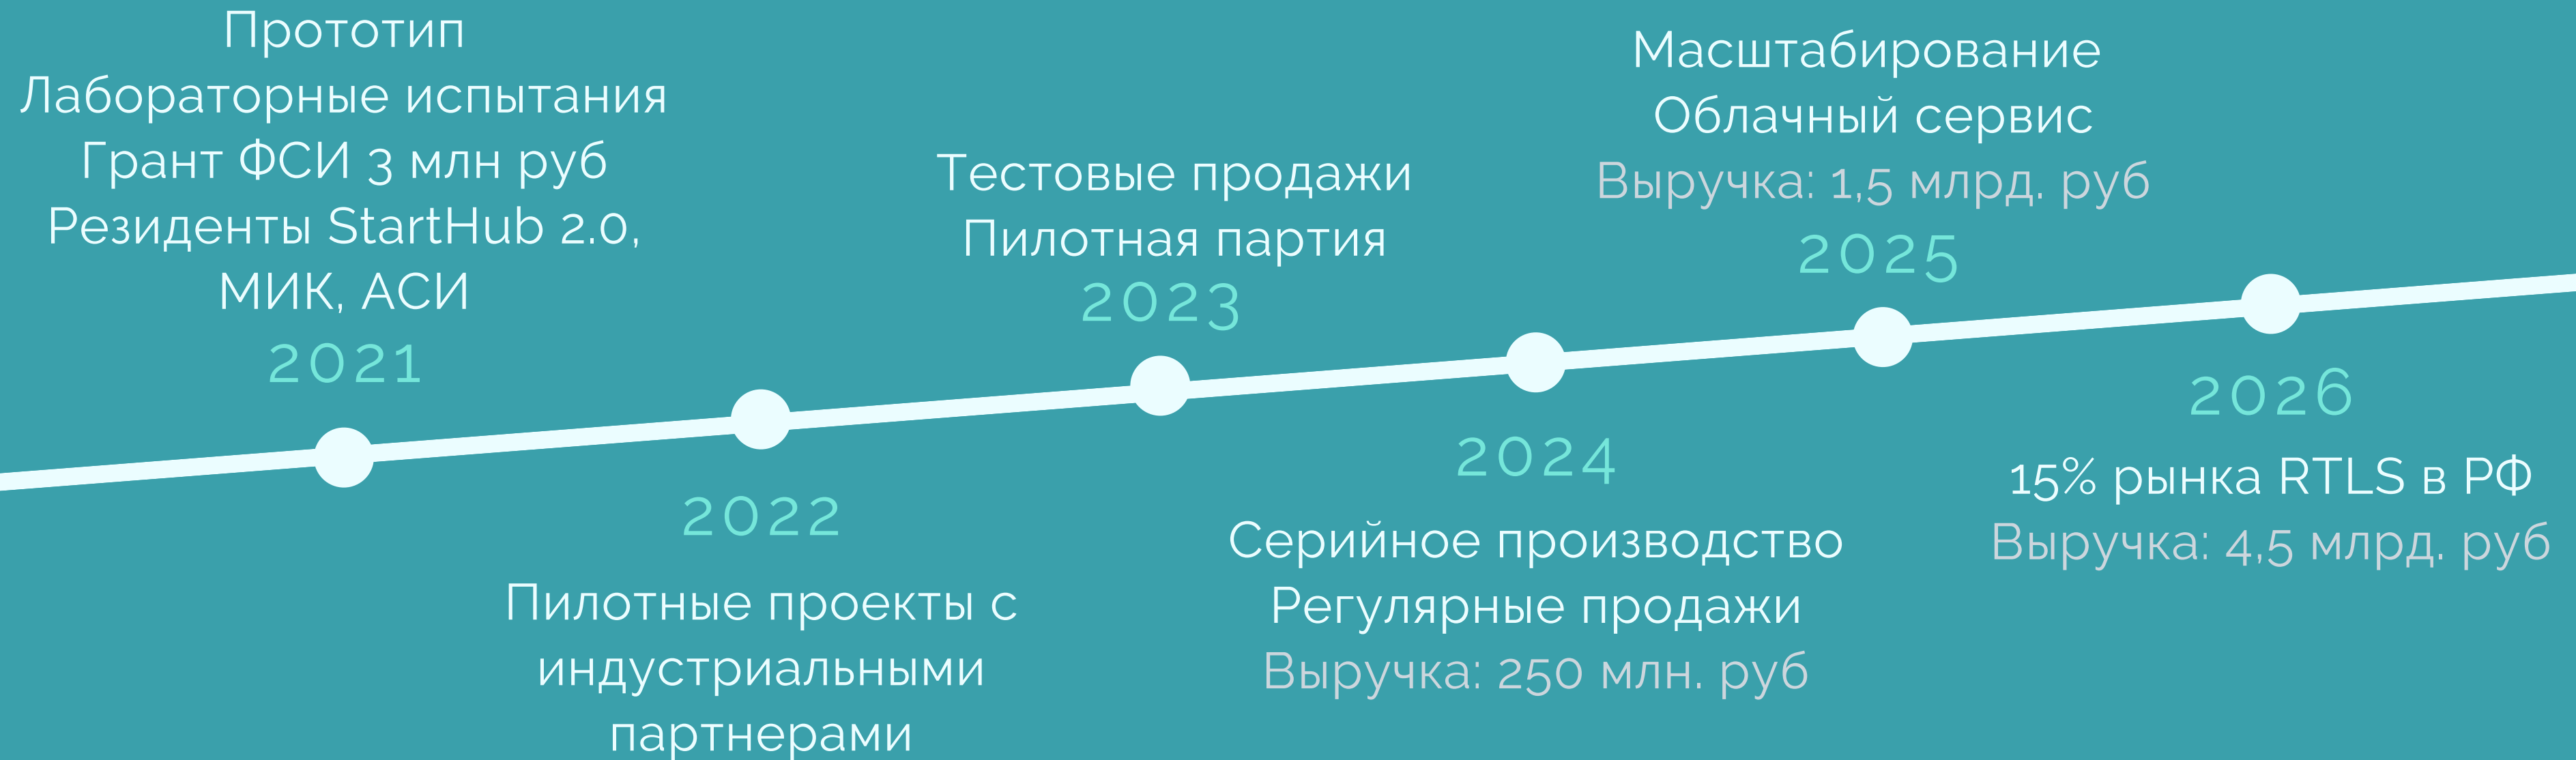 Прототип
Лабораторные испытания
Грант ФСИ 3 млн руб
Резиденты StartHub 2.0,
МИК, АСИ
2021
2022
Пилотные проекты с
индустриальными
партнерами
Тестовые продажи
Пилотная партия
2023
2024
Серийное производство
Регулярные продажи
Выручка: 250 млн. руб
Масштабирование
Облачный сервис
Выручка: 1,5 млрд. руб
2025
2026
15% рынка RTLS в РФ
Выручка: 4,5 млрд. руб